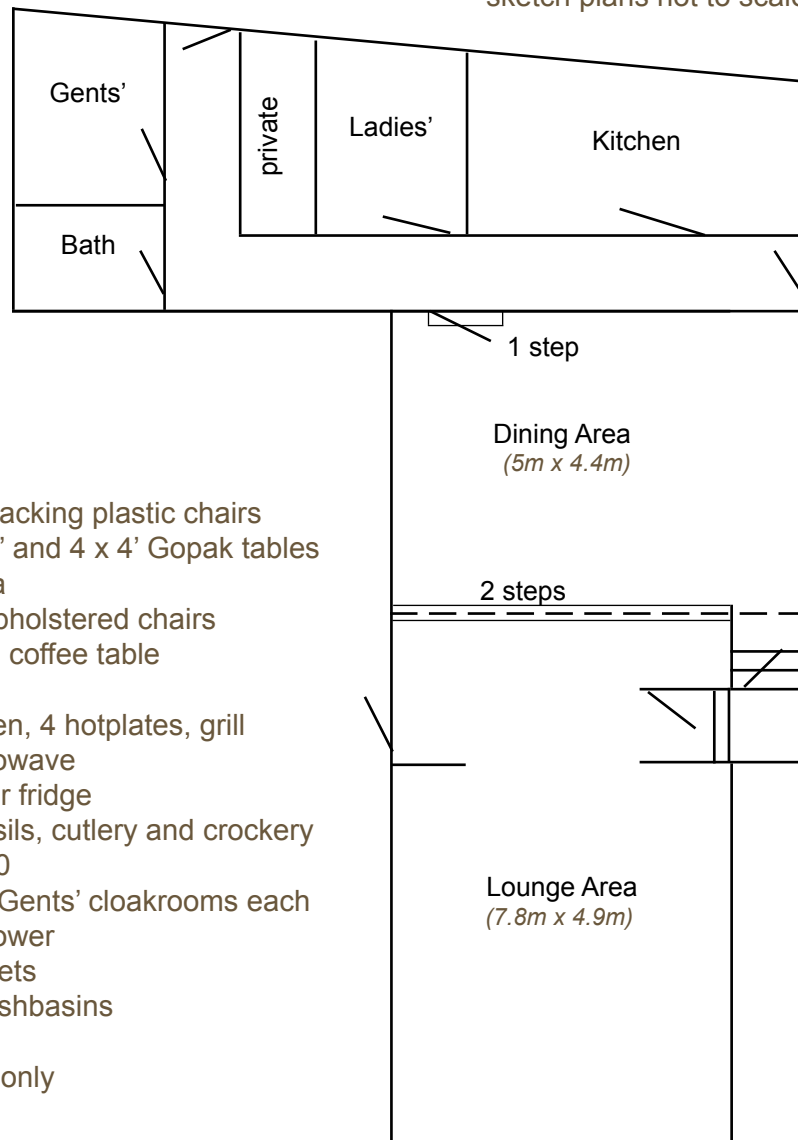 sketch plans not to scale
Gents’
private
Ladies’
Kitchen
Bath
1 step
Dining Area
(5m x 4.4m)
acking plastic chairs
’ and 4 x 4’ Gopak tables
a
pholstered chairs
coffee table
2 steps
en, 4 hotplates, grill
owave
r fridge
sils, cutlery and crockery
0
Gents’ cloakrooms each
ower
ets
shbasins
only
Lounge Area
(7.8m x 4.9m)